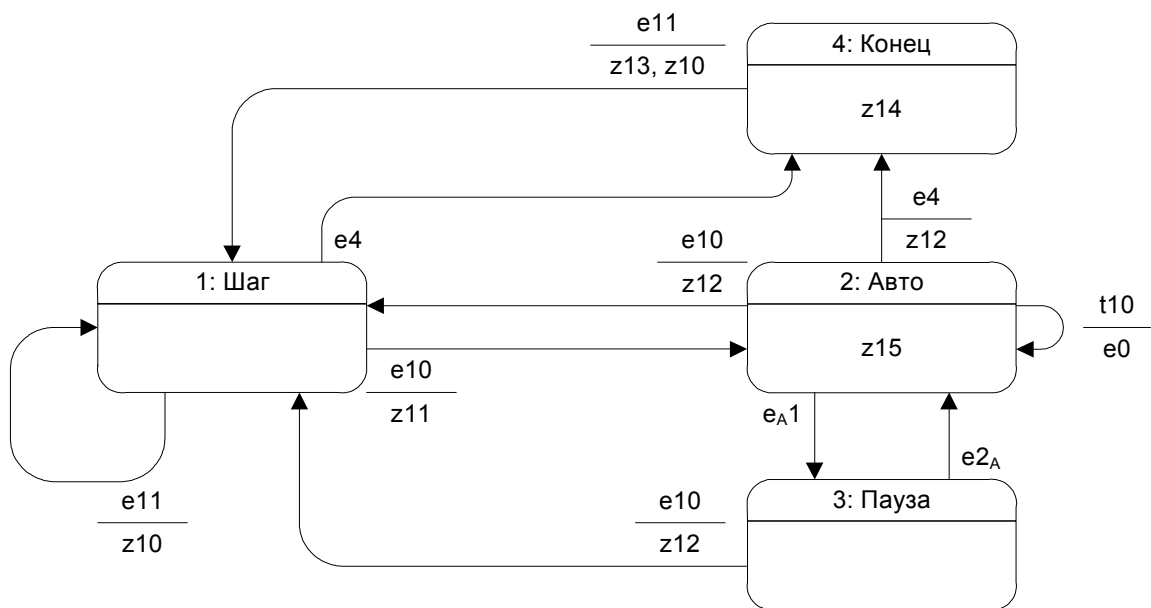 e11
z13, z10
4: Конец
z14
e4
z12
e4
e10
z12
1: Шаг
2: Авто
z15
t10
e0
e10
z11
eA1
e2A
e11
z10
e10
z12
3: Пауза